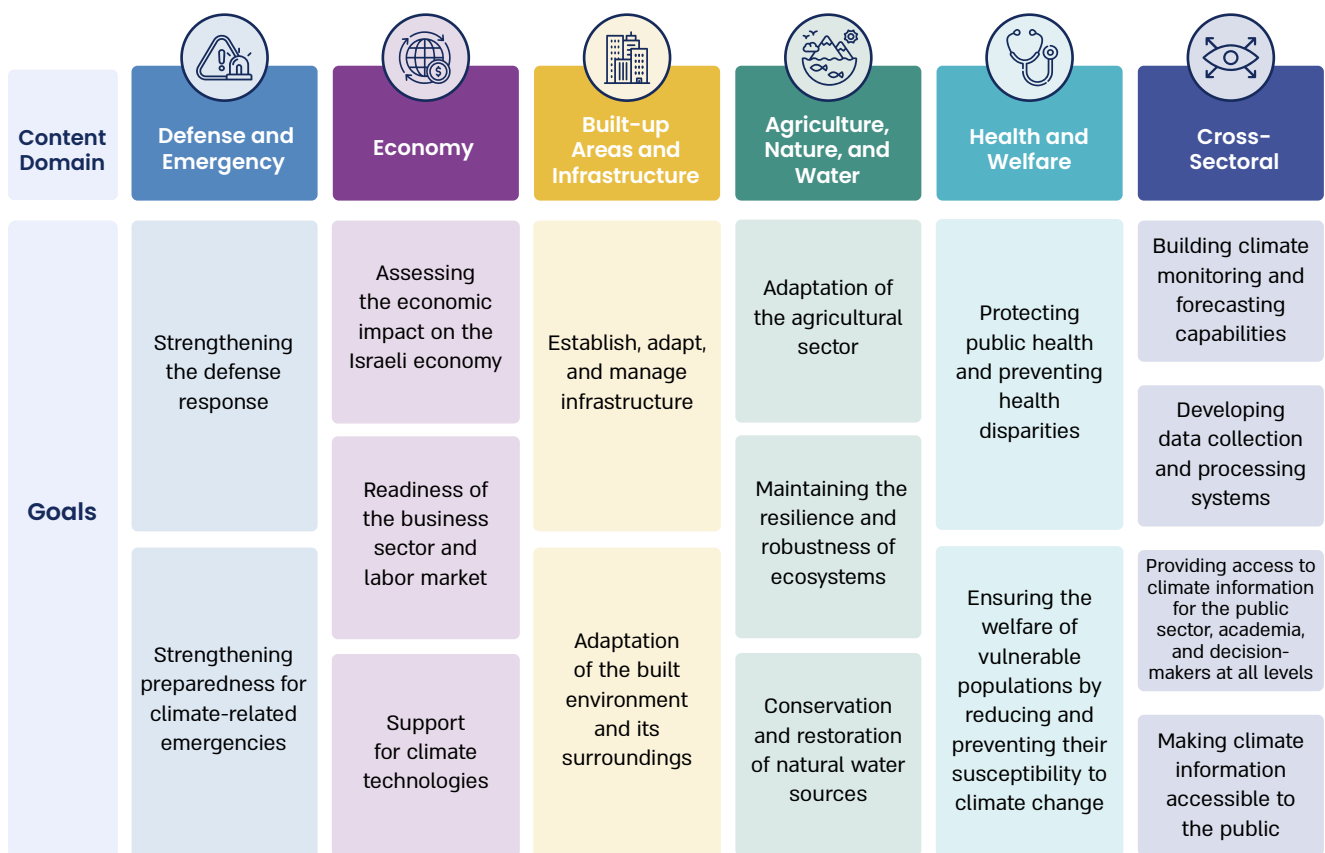 Content
Domain
Defense and
Emergency
Economy
Built-up
Areas and
Infrastructure
Agriculture,
Nature, and
Water
Health and
Welfare
Cross-
Sectoral
Goals
Strengthening
the defense
response
Strengthening
preparedness for
climate-related
emergencies
Assessing
the economic
impact on the
Israeli economy
Readiness of
the business
sector and
labor market
Support
for climate
technologies
Establish, adapt,
and manage
infrastructure
Adaptation
of the built
environment
and its
surroundings
Adaptation of
the agricultural
sector
Maintaining the
resilience and
robustness of
ecosystems
Conservation
and restoration
of natural water
sources
Protecting
public health
and preventing
health
disparities
Ensuring the
welfare of
vulnerable
populations by
reducing and
preventing their
susceptibility to
climate change
Building climate
monitoring and
forecasting
capabilities
Developing
data collection
and processing
systems
Providing access to
climate information
for the public
sector, academia,
and decision-
makers at all levels
Making climate
information
accessible to
the public